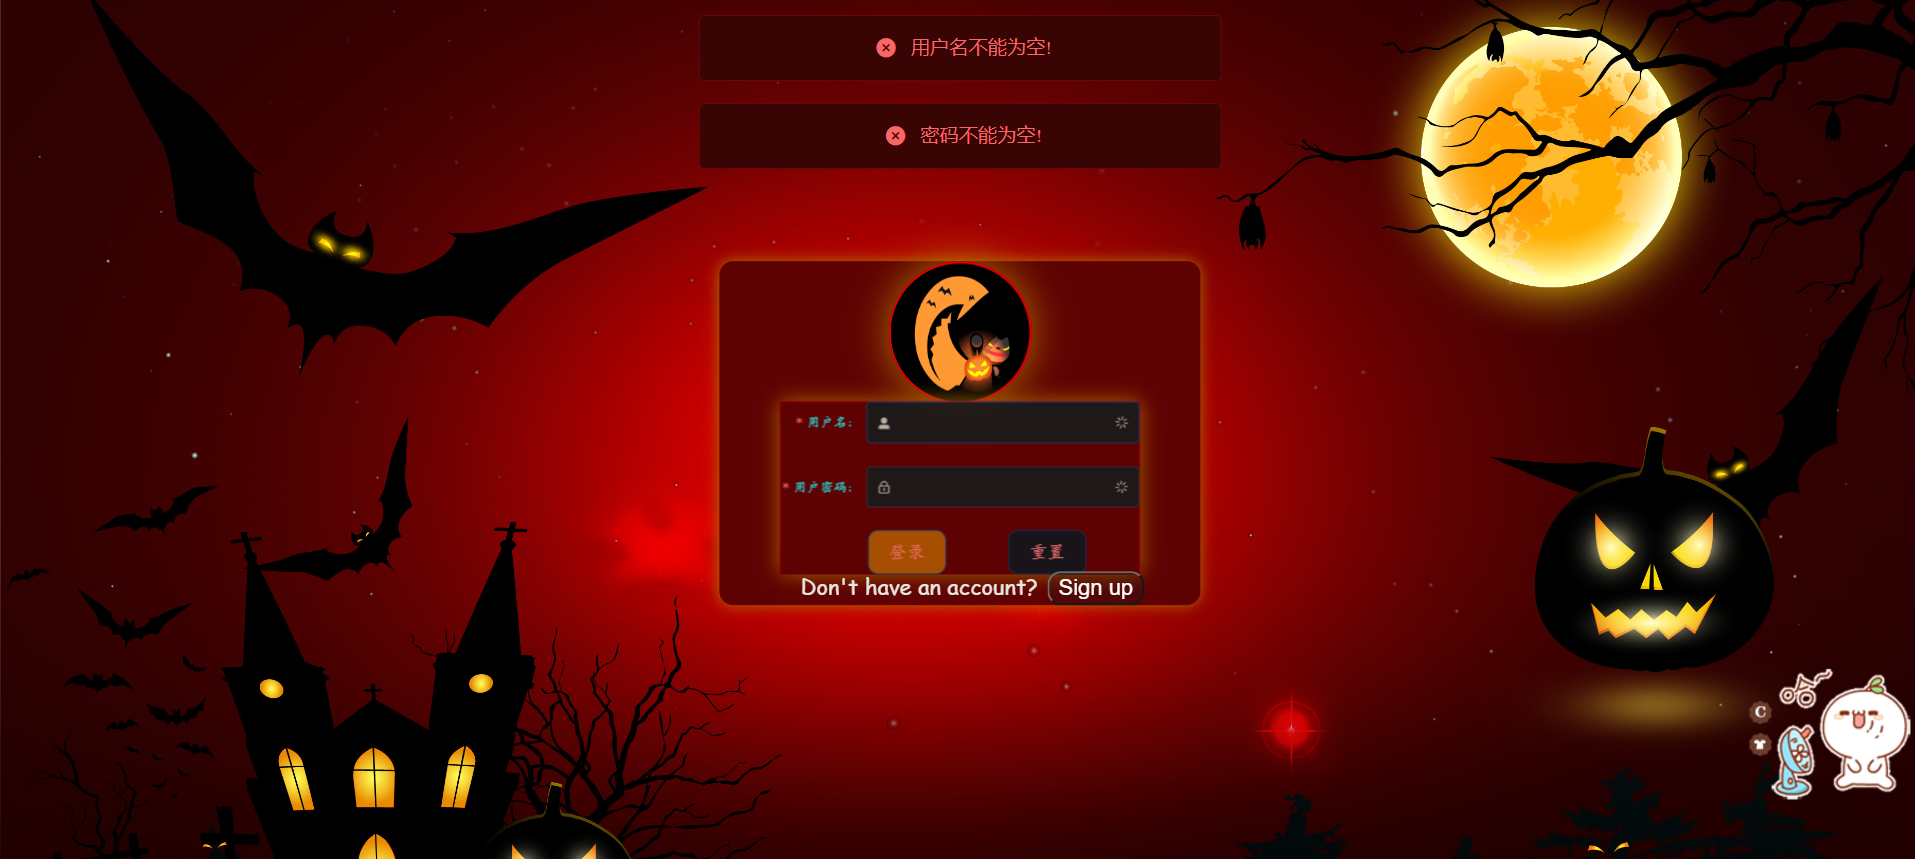 用户名不能为空!
密码不能为空!
* 用户名:
* 用户密码:
登录 重置
Don't have an account? Sign up
C